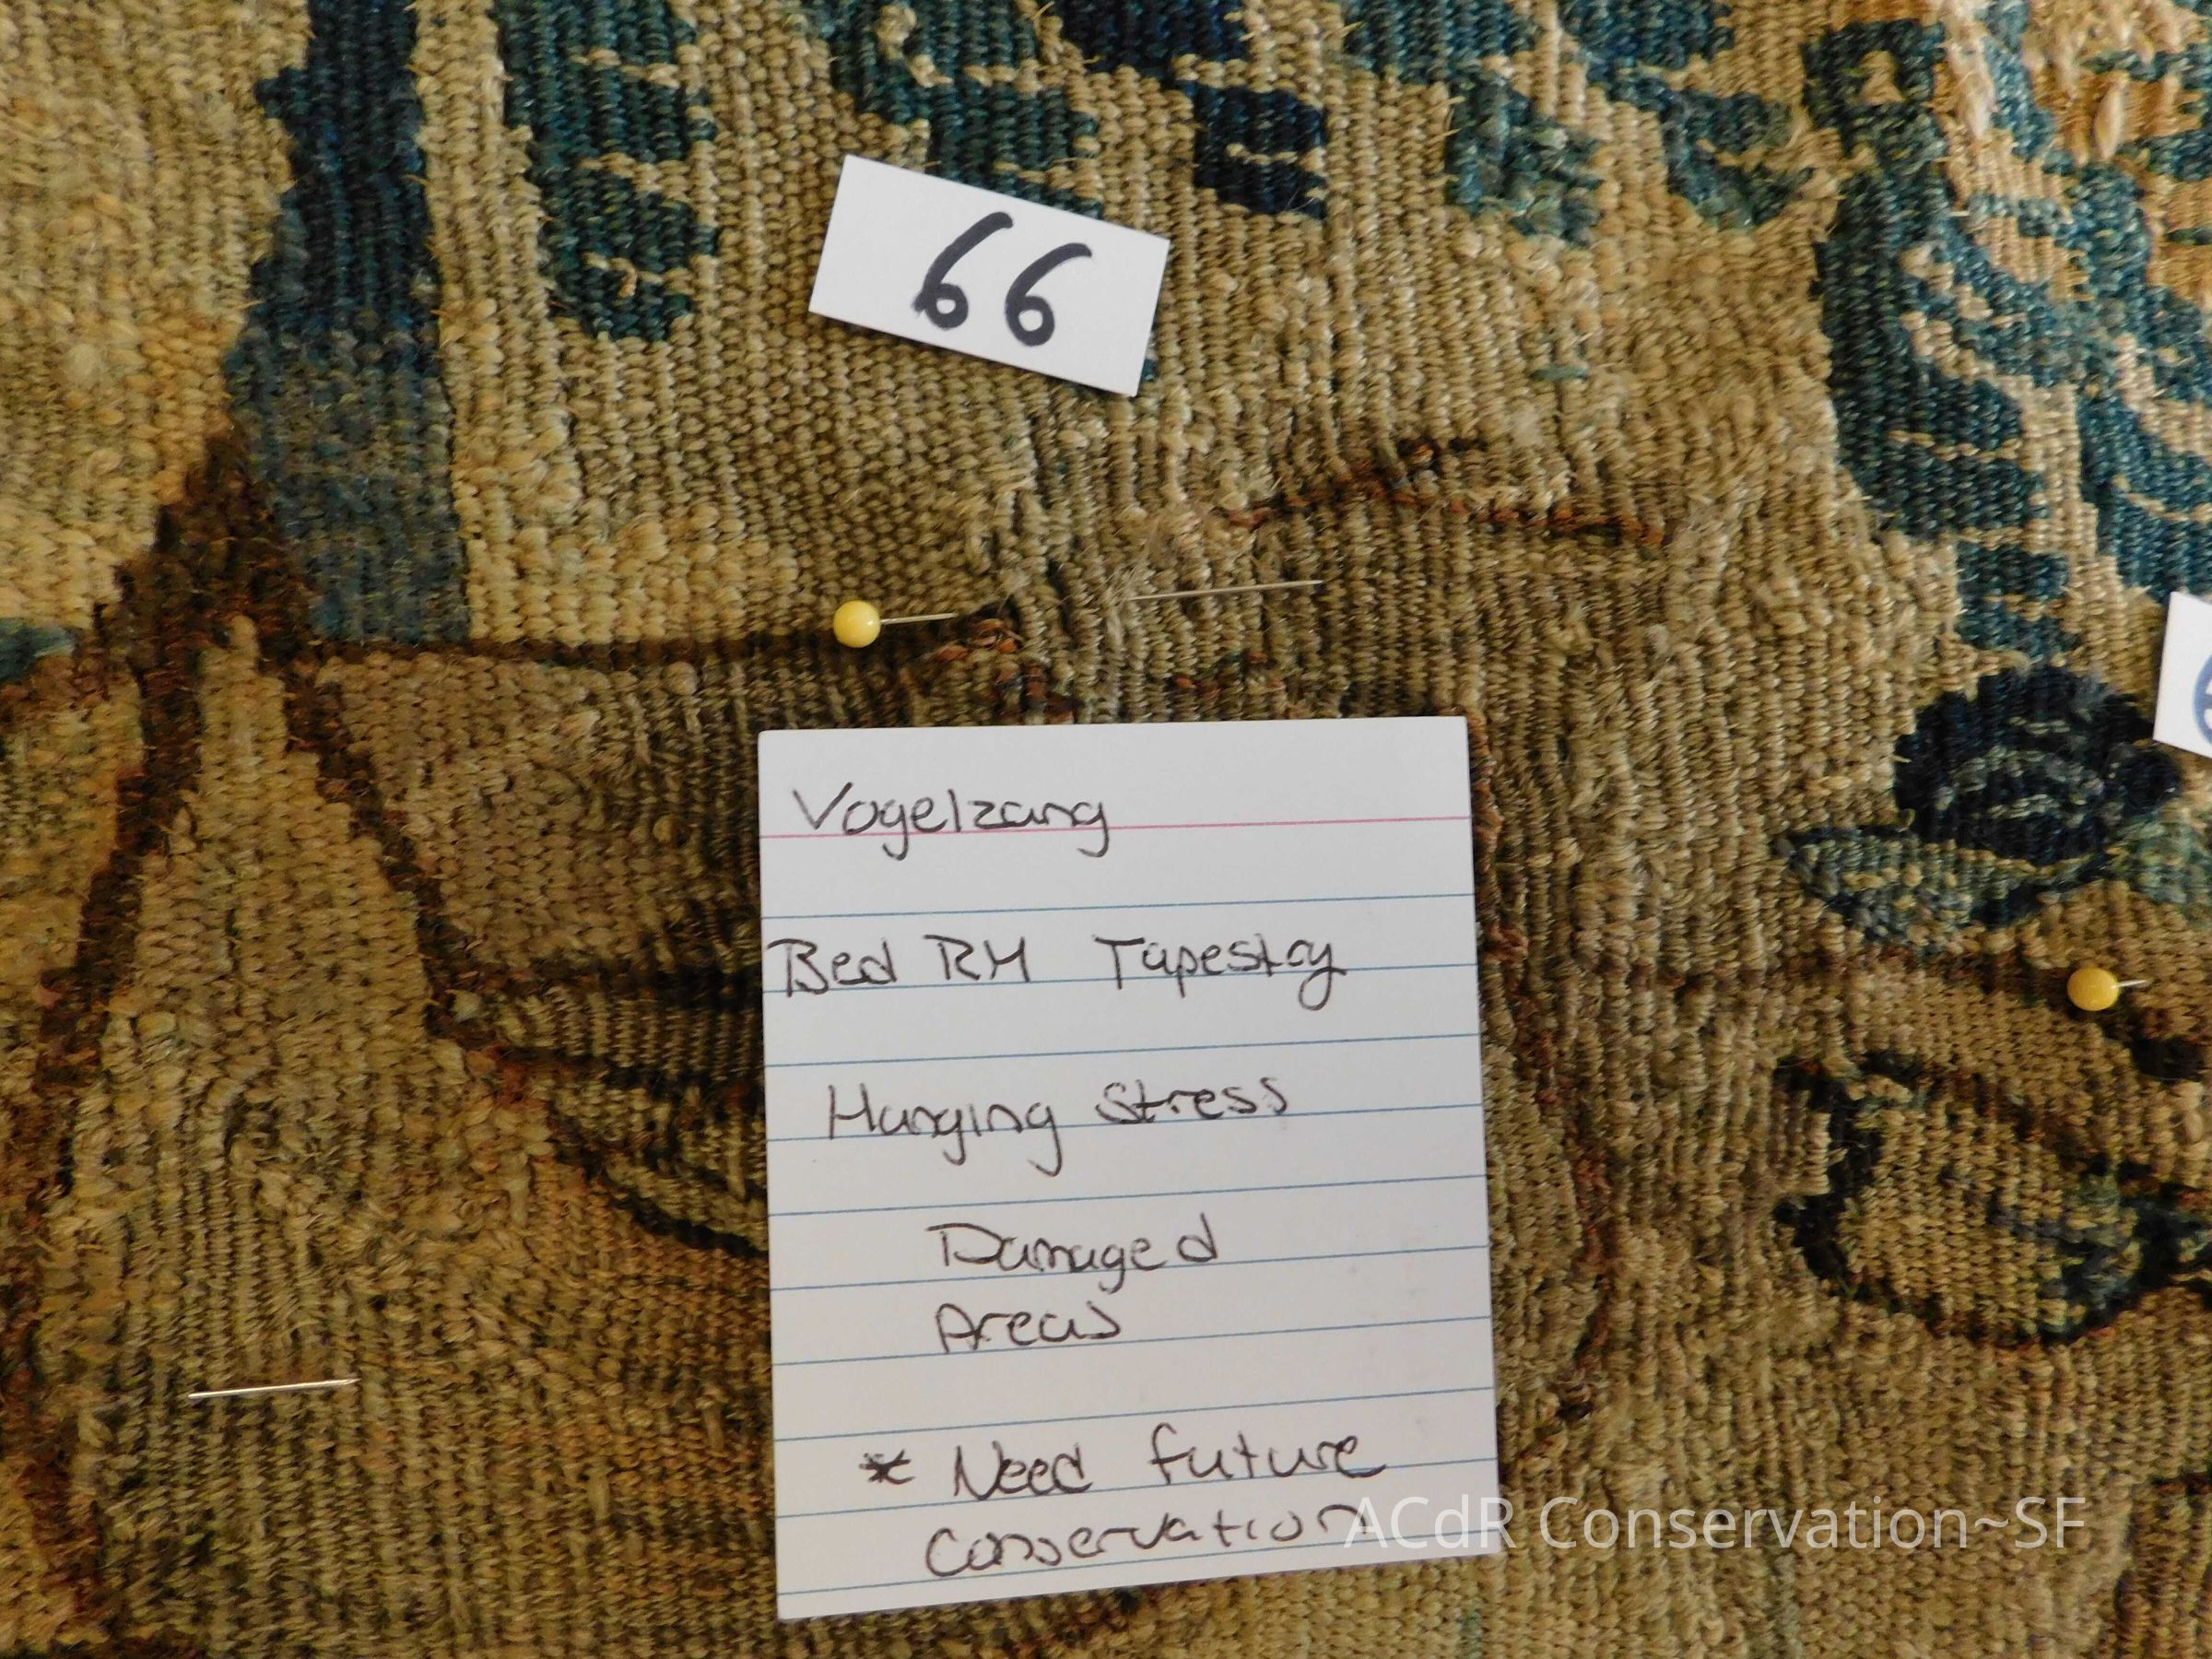 66
Vogelzang
Bed RM Tapestry
Hanging Stress
Damaged
Areas
* Need future
Conservation
ACdR Conservation~SF